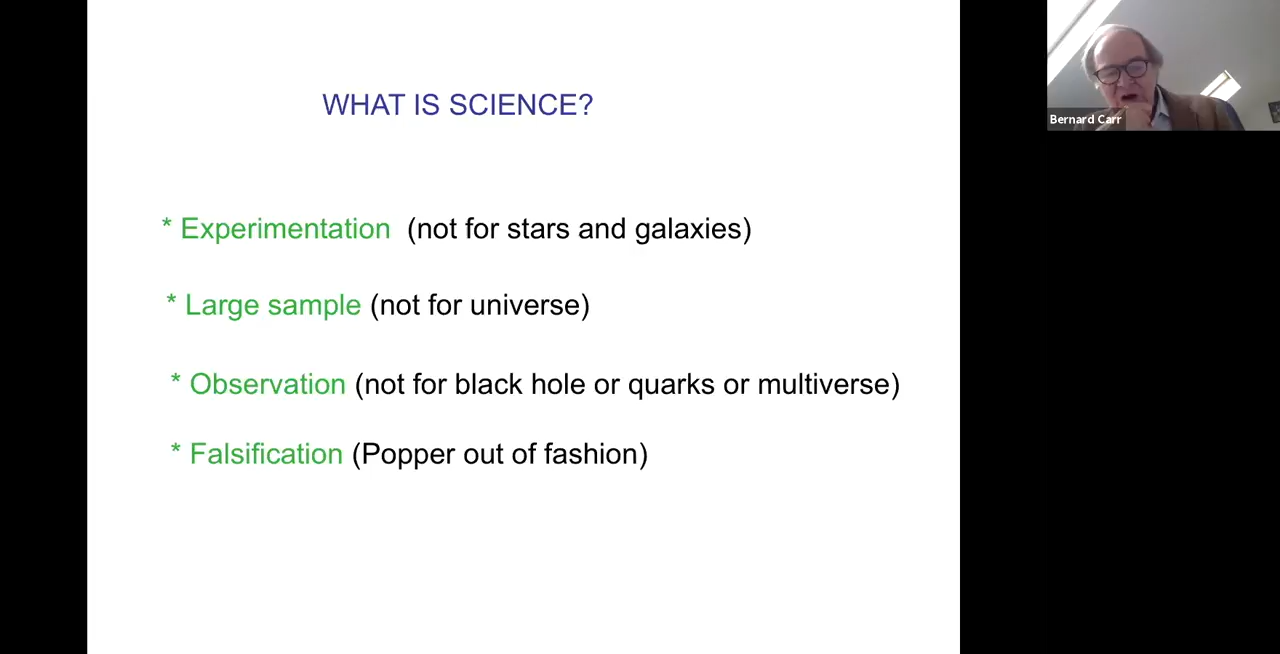 WHAT IS SCIENCE?
Bernard Carr
* Experimentation (not for stars and galaxies)
* Large sample (not for universe)
* Observation (not for black hole or quarks or multiverse)
* Falsification (Popper out of fashion)